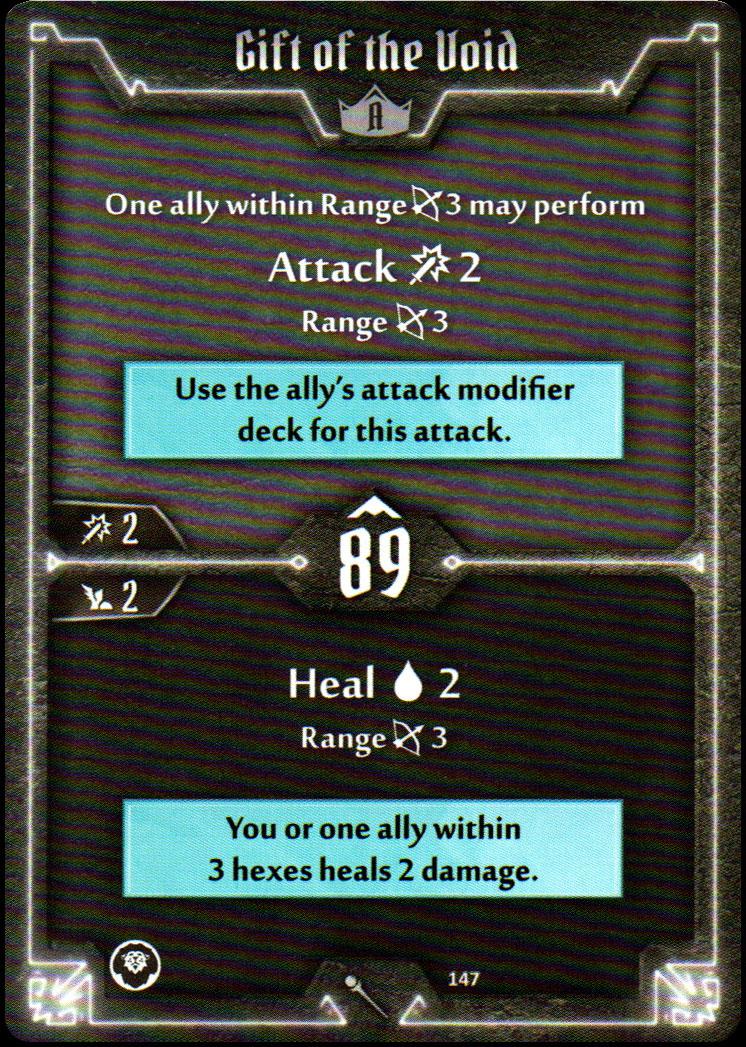 Gift of the Void
A
One ally within Range 3 may perform
Attack 2
Range 3
Use the ally's attack modifier
deck for this attack.
2
89
2
Heal 2
Range 3
You or one ally within
3 hexes heals 2 damage.
147